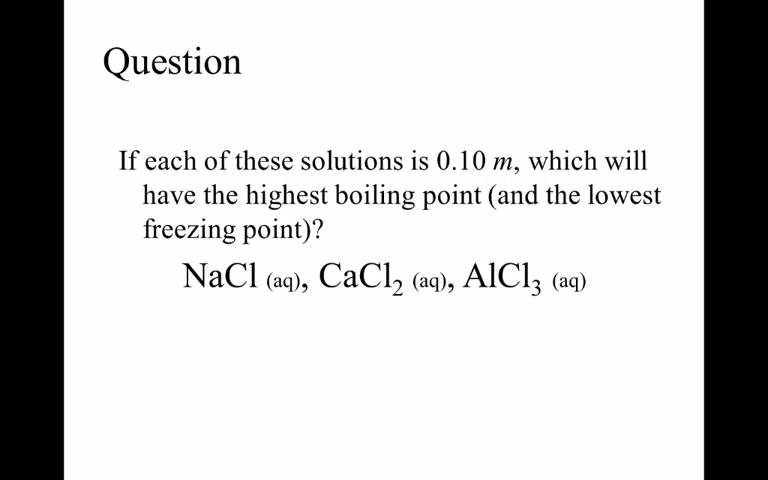 Question
If each of these solutions is 0.10 m, which will
have the highest boiling point (and the lowest
freezing point)?
NaCl (aq), CaCl₂ (aq), AlCl₃ (aq)